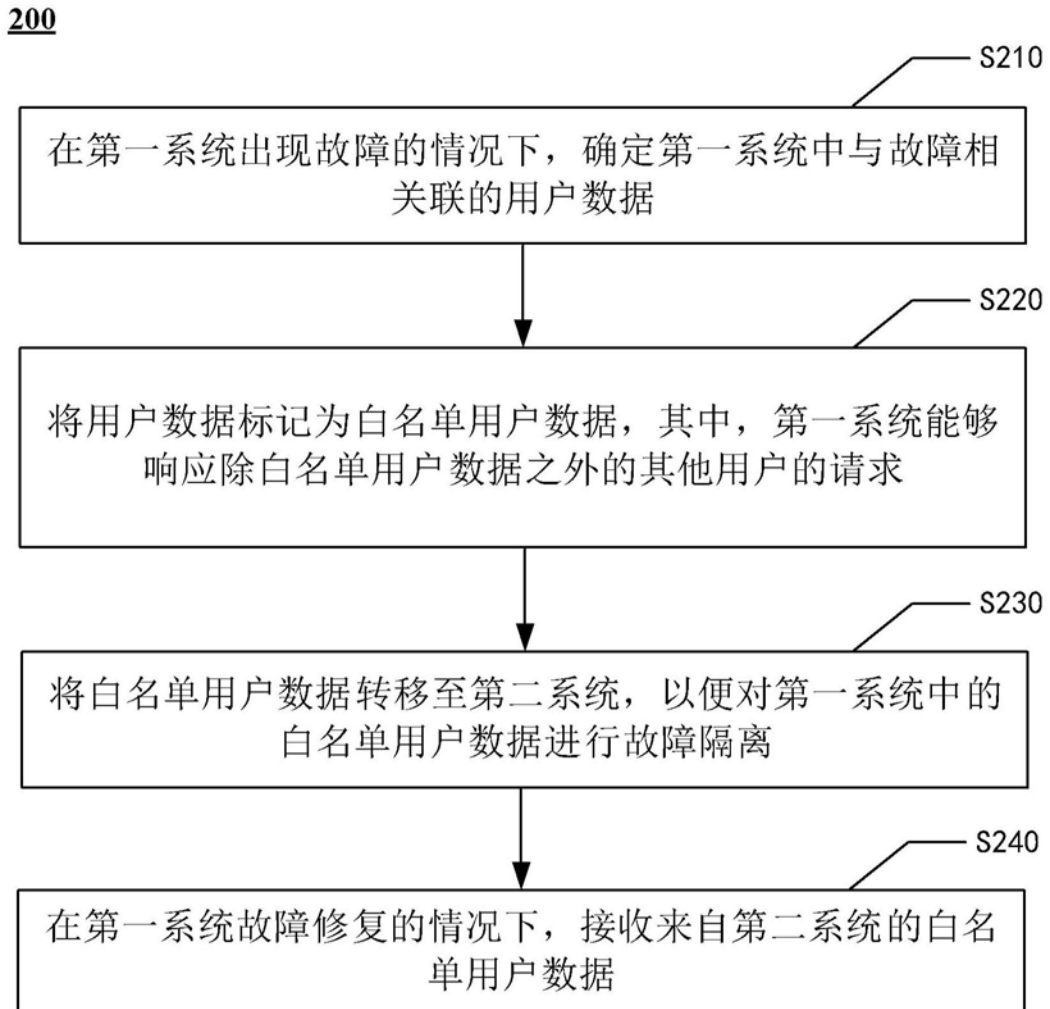 200
S210
在第一系统出现故障的情况下，确定第一系统中与故障相
关联的用户数据
S220
将用户数据标记为白名单用户数据，其中，第一系统能够
响应除白名单用户数据之外的其他用户的请求
S230
将白名单用户数据转移至第二系统，以便对第一系统中的
白名单用户数据进行故障隔离
S240
在第一系统故障修复的情况下，接收来自第二系统的白名
单用户数据